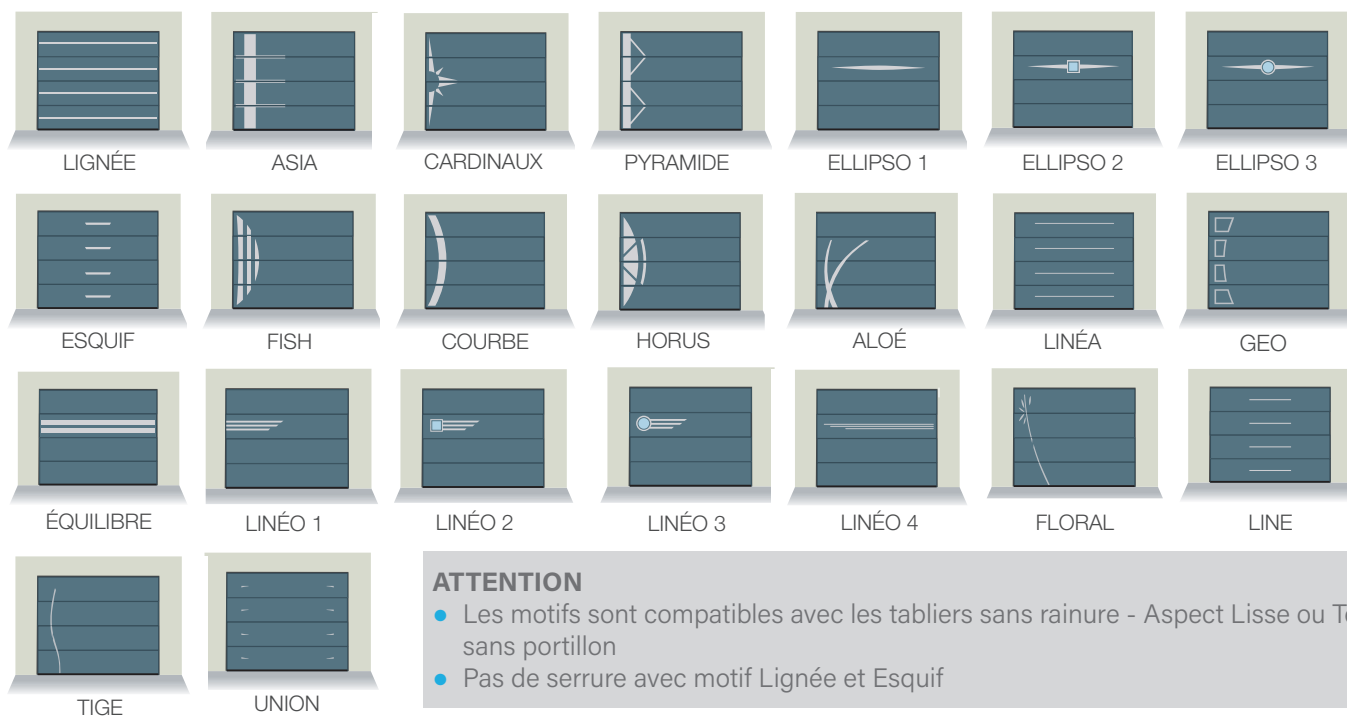 LIGNÉE
ASIA
CARDINAUX
PYRAMIDE
ELLIPSO 1
ELLIPSO 2
ELLIPSO 3
ESQUIF
FISH
COURBE
HORUS
ALOÉ
LINÉA
GEO
ÉQUILIBRE
LINÉO 1
LINÉO 2
LINÉO 3
LINÉO 4
FLORAL
LINE
TIGE
UNION
ATTENTION
• Les motifs sont compatibles avec les tabliers sans rainure - Aspect Lisse ou
sans portillon
• Pas de serrure avec motif Lignée et Esquif